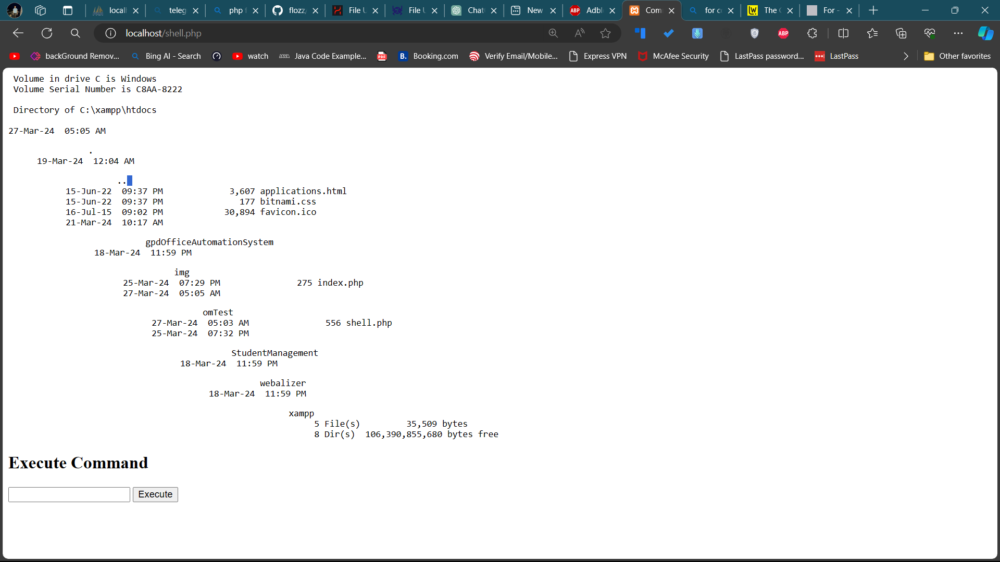 locall
teleg
php f
flozz/
File U
File U
Chat
New
ABP
Adbl
Com
for c
The
For -
localhost/shell.php
ABP
backGround Remov...
Bing AI - Search
watch
Java Code Example...
PDF
B.
Booking.com
Verify Email/Mobile...
Express VPN
McAfee Security
LastPass password...
LastPass
Other favorites
Volume in drive C is Windows
Volume Serial Number is C8AA-8222
Directory of C:\xampp\htdocs
27-Mar-24  05:05 AM
.
19-Mar-24  12:04 AM
..
15-Jun-22  09:37 PM             3,607 applications.html
15-Jun-22  09:37 PM               177 bitnami.css
16-Jul-15  09:02 PM            30,894 favicon.ico
21-Mar-24  10:17 AM
gpdOfficeAutomationSystem
18-Mar-24  11:59 PM
img
25-Mar-24  07:29 PM               275 index.php
27-Mar-24  05:05 AM
omTest
27-Mar-24  05:03 AM               556 shell.php
25-Mar-24  07:32 PM
StudentManagement
18-Mar-24  11:59 PM
webalizer
18-Mar-24  11:59 PM
xampp
5 File(s)         35,509 bytes
8 Dir(s)  106,390,855,680 bytes free
Execute Command
Execute